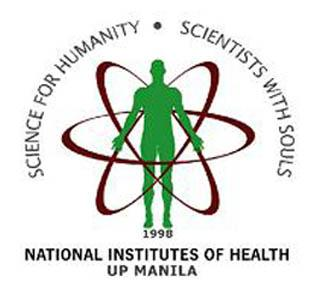 SCIENCE FOR HUMANITY • SCIENTISTS WITH SOULS
1998
NATIONAL INSTITUTES OF HEALTH
UP MANILA